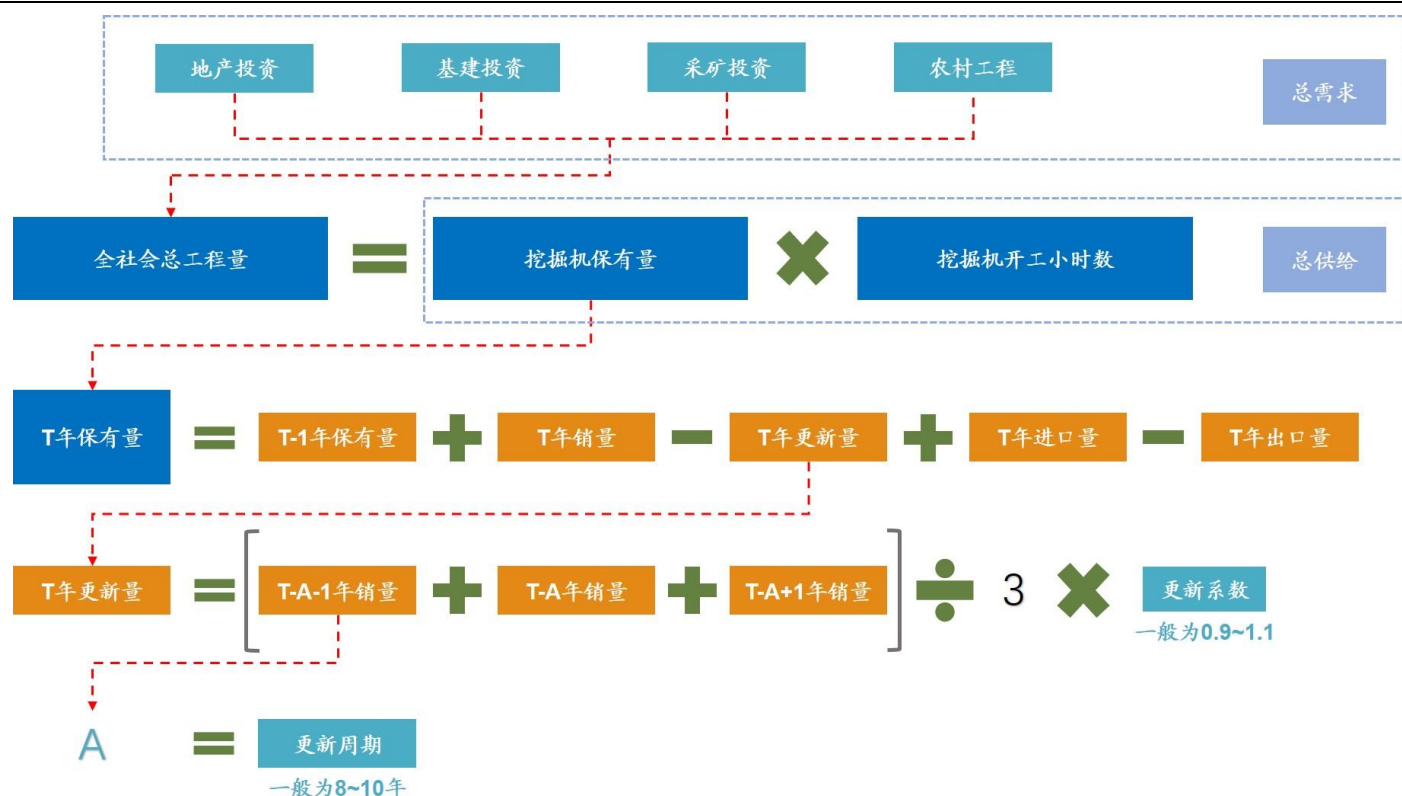 地产投资
基建投资
采矿投资
农村工程
总需求
全社会总工程量
挖掘机保有量
挖掘机开工小时数
总供给
T年保有量
T-1年保有量
T年销量
T年更新量
T年进口量
T年出口量
T年更新量
T-A-1年销量
T-A年销量
T-A+1年销量
3
更新系数
一般为0.9~1.1
A
更新周期
一般为8~10年